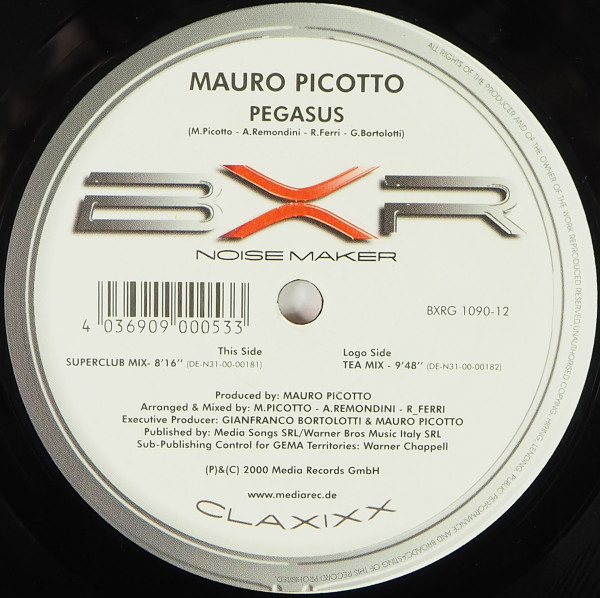 MAURO PICOTTO
PEGASUS
(M.Picotto - A.Remondini - R.Ferri - G.Bortolotti)
BXR
NOISE MAKER
4 036909 000533
BXRG 1090-12
This Side
SUPERCLUB MIX- 8'16'' (DE-N31-00-00181)
Logo Side
TEA MIX - 9'48'' (DE-N31-00-00182)
Produced by: MAURO PICOTTO
Arranged & Mixed by: M.PICOTTO - A.REMONDINI - R_FERRI
Executive Producer: GIANFRANCO BORTOLOTTI & MAURO PICOTTO
Published by: Media Songs SRL/Warner Bros Music Italy SRL
Sub-Publishing Control for GEMA Territories: Warner Chappell
(P)&(C) 2000 Media Records GmbH
www.mediarec.de
CLAXIXX
ALL RIGHTS OF THE PRODUCER AND OF THE OWNER OF THE WORK REPRODUCED RESERVED.UNAUTHORISED COPYING, HIRING, LENDING, PUBLIC PERFORMANCE AND BROADCASTING OF THIS RECORD PROHIBITED.